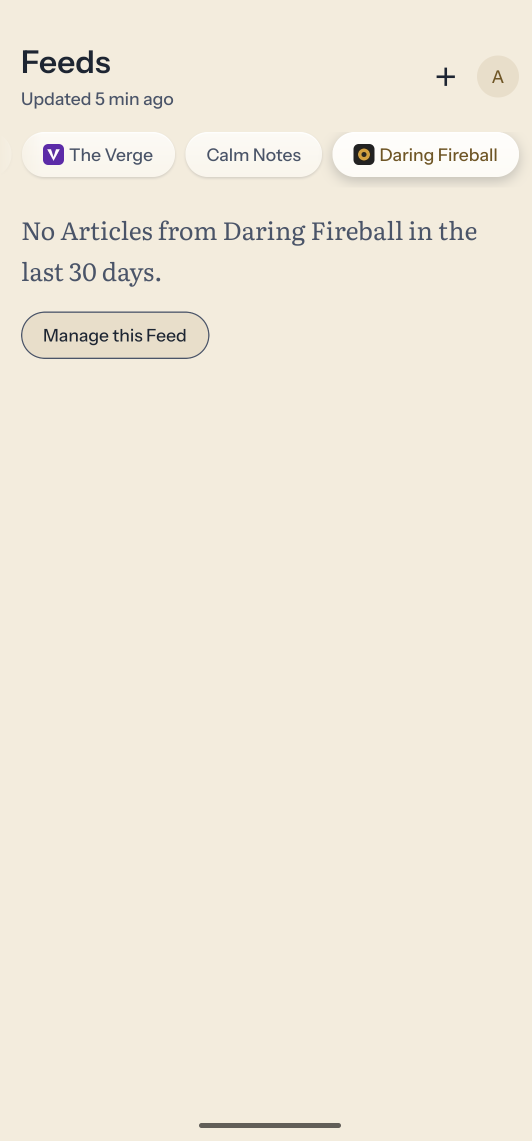 Feeds
Updated 5 min ago
A
The Verge
Calm Notes
Daring Fireball
No Articles from Daring Fireball in the
last 30 days.
Manage this Feed